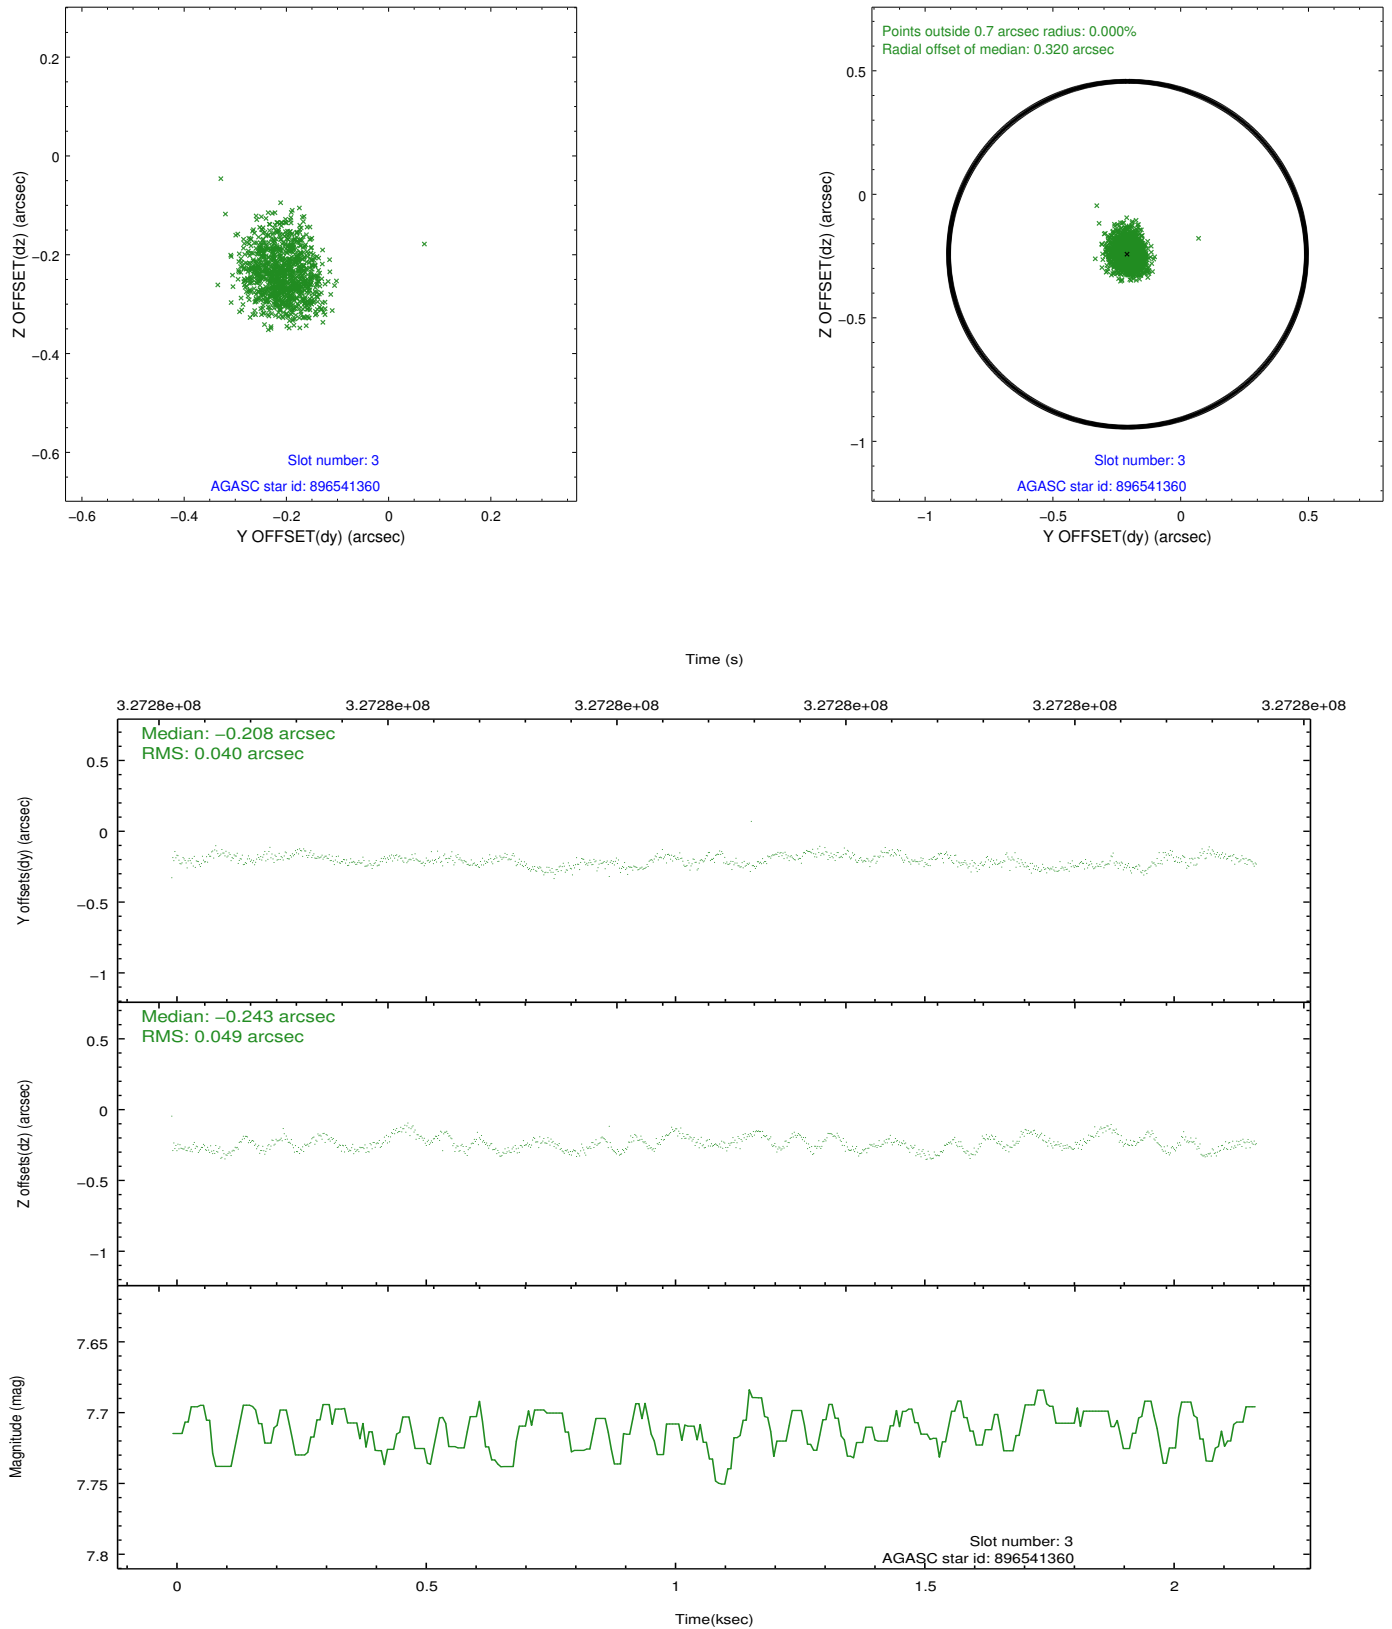 0.2
0
−0.2
−0.4
−0.6
Z OFFSET(dz) (arcsec)
Slot number: 3
AGASC star id: 896541360
−0.6
−0.4
−0.2
0
0.2
Y OFFSET(dy) (arcsec)
Points outside 0.7 arcsec radius: 0.000%
Radial offset of median: 0.320 arcsec
0.5
0
−0.5
−1
Z OFFSET(dz) (arcsec)
Slot number: 3
AGASC star id: 896541360
−1
−0.5
0
0.5
Y OFFSET(dy) (arcsec)
Time (s)
3.2728e+08
3.2728e+08
3.2728e+08
3.2728e+08
3.2728e+08
3.2728e+08
Median: −0.208 arcsec
RMS: 0.040 arcsec
0.5
0
−0.5
−1
Y offsets(dy) (arcsec)
Median: −0.243 arcsec
RMS: 0.049 arcsec
0.5
0
−0.5
−1
Z offsets(dz) (arcsec)
7.65
7.7
7.75
7.8
Magnitude (mag)
Slot number: 3
AGASC star id: 896541360
0
0.5
1
1.5
2
Time(ksec)